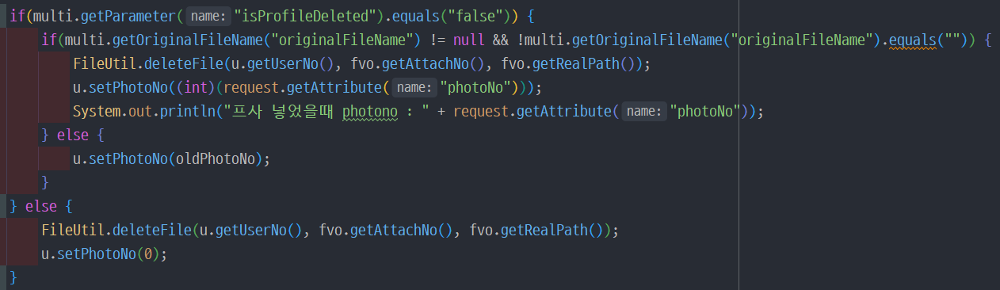 if(multi.getParameter( name: "isProfileDeleted").equals("false")) {
if(multi.getOriginalFileName("originalFileName") != null && !multi.getOriginalFileName("originalFileName").equals("")) {
FileUtil.deleteFile(u.getUserNo(), fvo.getAttachNo(), fvo.getRealPath());
u.setPhotoNo((int)(request.getAttribute( name: "photoNo")));
System.out.println("프사 넣었을때 photono : " + request.getAttribute( name: "photoNo"));
} else {
u.setPhotoNo(oldPhotoNo);
}
} else {
FileUtil.deleteFile(u.getUserNo(), fvo.getAttachNo(), fvo.getRealPath());
u.setPhotoNo(0);
}